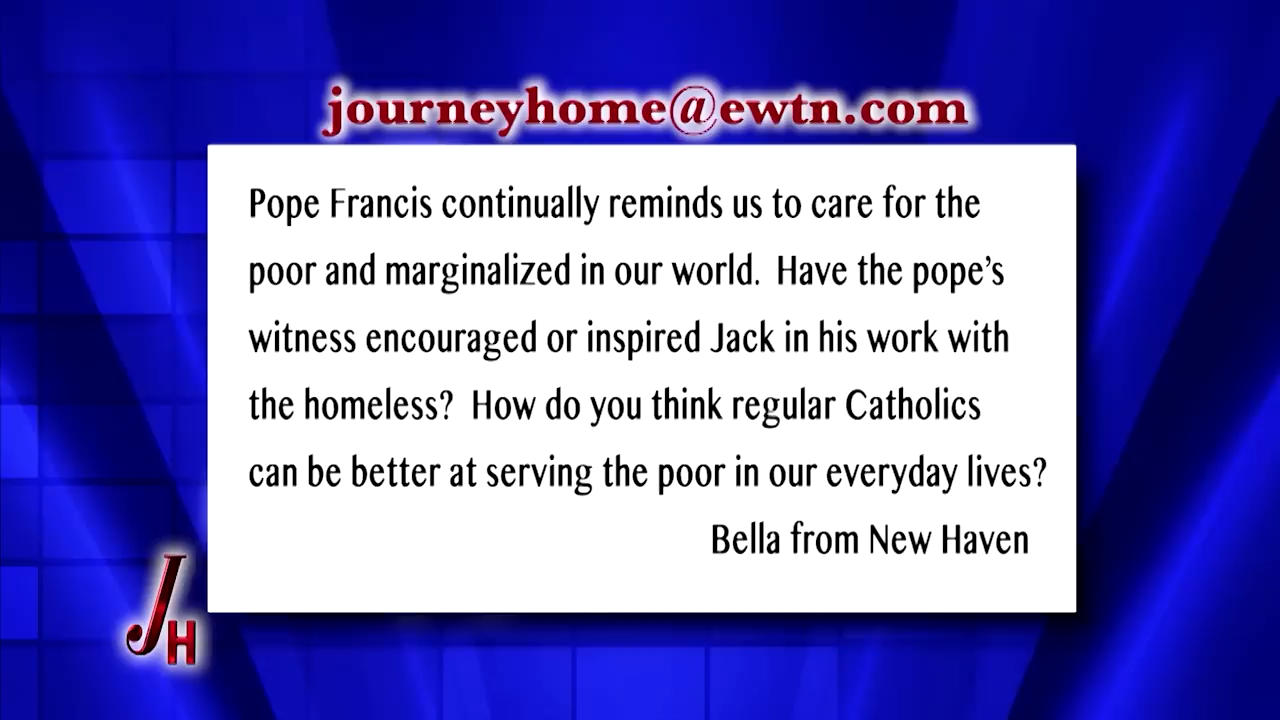 journeyhome@ewtn.com
Pope Francis continually reminds us to care for the
poor and marginalized in our world.  Have the pope’s
witness encouraged or inspired Jack in his work with
the homeless?  How do you think regular Catholics
can be better at serving the poor in our everyday lives?
Bella from New Haven
JH